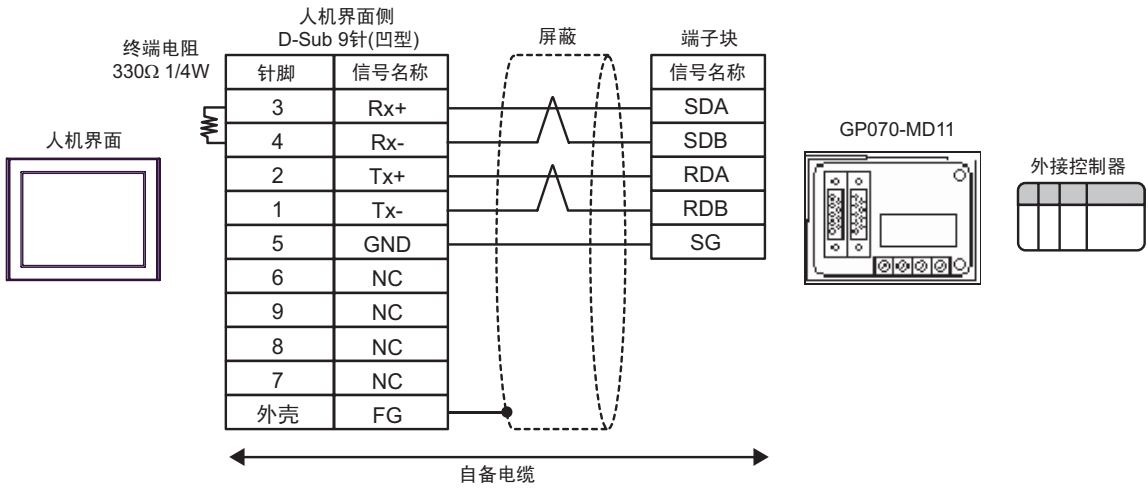 人机界面侧
D-Sub 9针(凹型)
屏蔽
端子块
终端电阻
330Ω 1/4W
针脚 信号名称 信号名称
3 Rx+ SDA
4 Rx- SDB
2 Tx+ RDA
1 Tx- RDB
5 GND SG
6 NC
9 NC
8 NC
7 NC
外壳 FG
人机界面
GP070-MD11
外接控制器
自备电缆